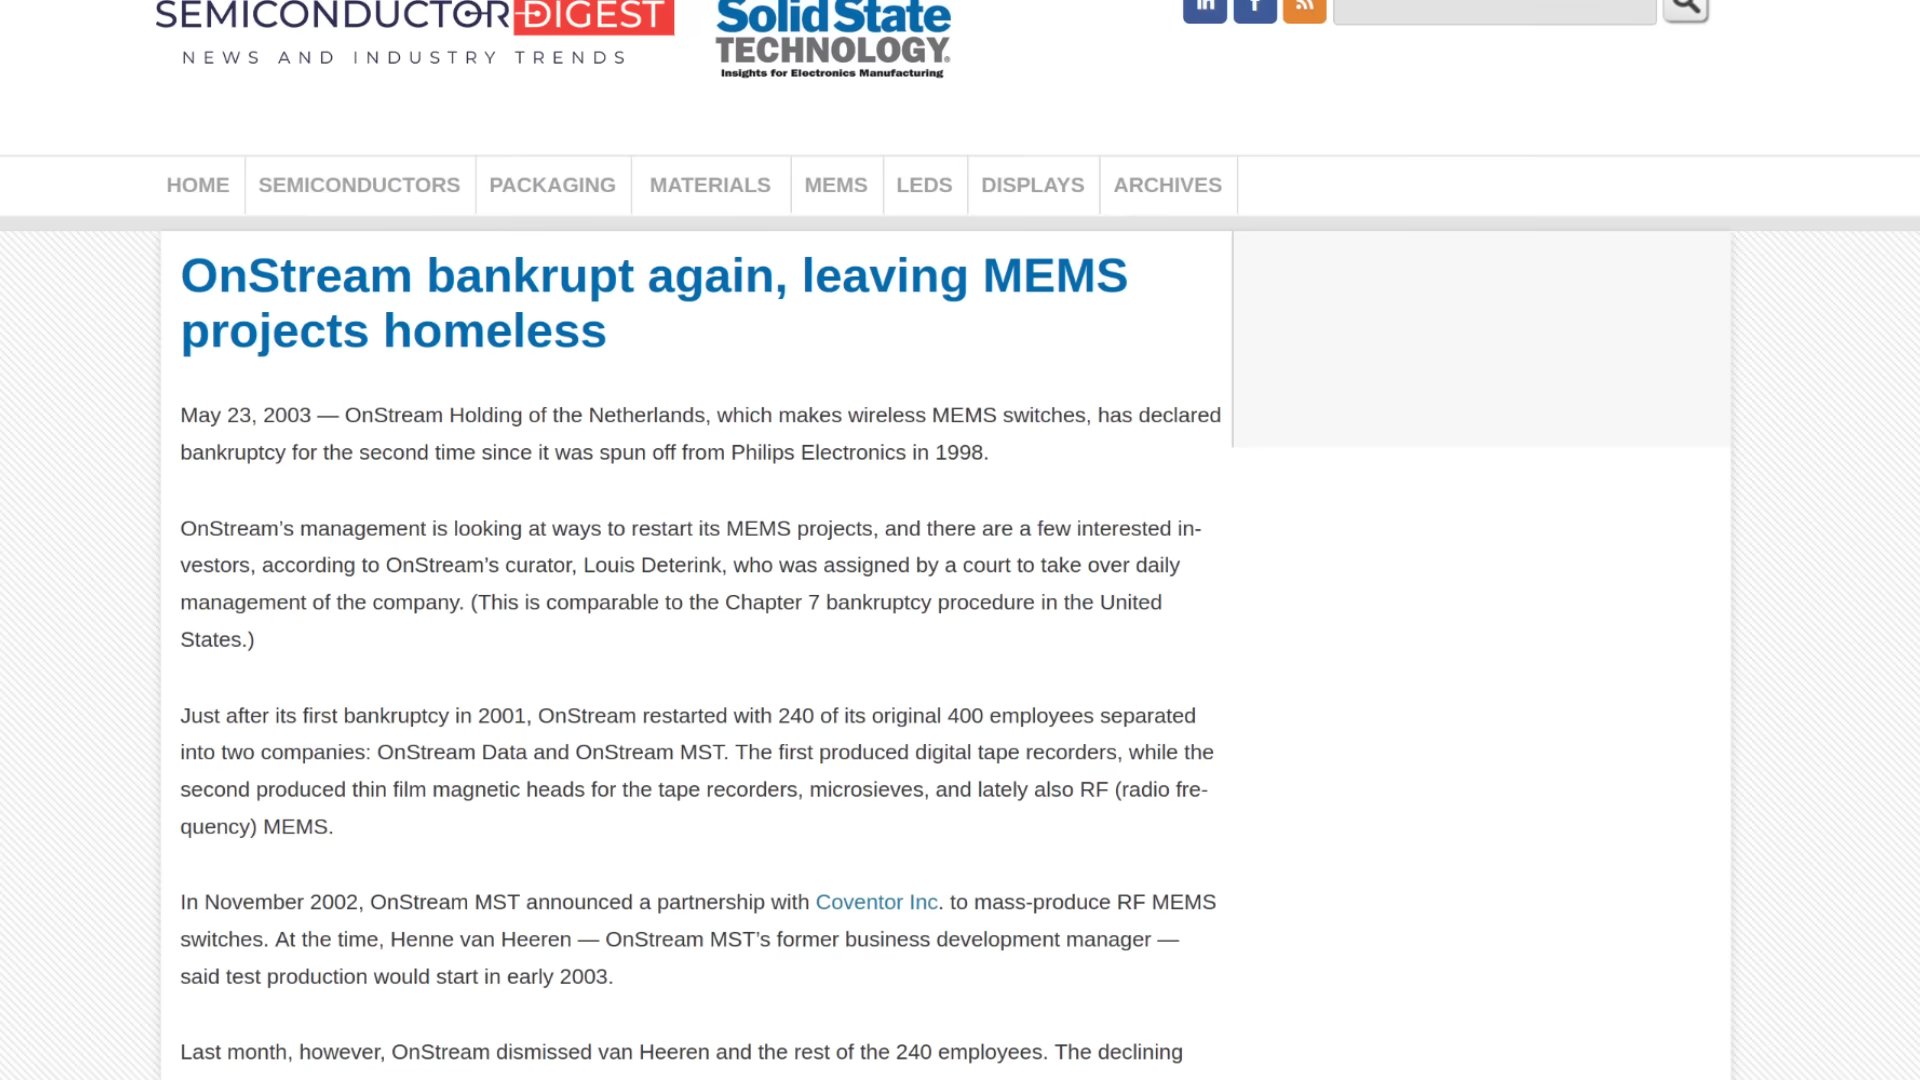 SEMICONDUCTOR DIGEST
NEWS AND INDUSTRY TRENDS
Solid State
TECHNOLOGY.
Insights for Electronics Manufacturing
in f
HOME SEMICONDUCTORS PACKAGING MATERIALS MEMS LEDS DISPLAYS ARCHIVES
OnStream bankrupt again, leaving MEMS
projects homeless
May 23, 2003 — OnStream Holding of the Netherlands, which makes wireless MEMS switches, has declared
bankruptcy for the second time since it was spun off from Philips Electronics in 1998.
OnStream’s management is looking at ways to restart its MEMS projects, and there are a few interested in-
vestors, according to OnStream’s curator, Louis Deterink, who was assigned by a court to take over daily
management of the company. (This is comparable to the Chapter 7 bankruptcy procedure in the United
States.)
Just after its first bankruptcy in 2001, OnStream restarted with 240 of its original 400 employees separated
into two companies: OnStream Data and OnStream MST. The first produced digital tape recorders, while the
second produced thin film magnetic heads for the tape recorders, microsieves, and lately also RF (radio fre-
quency) MEMS.
In November 2002, OnStream MST announced a partnership with Coventor Inc. to mass-produce RF MEMS
switches. At the time, Henne van Heeren — OnStream MST’s former business development manager —
said test production would start in early 2003.
Last month, however, OnStream dismissed van Heeren and the rest of the 240 employees. The declining